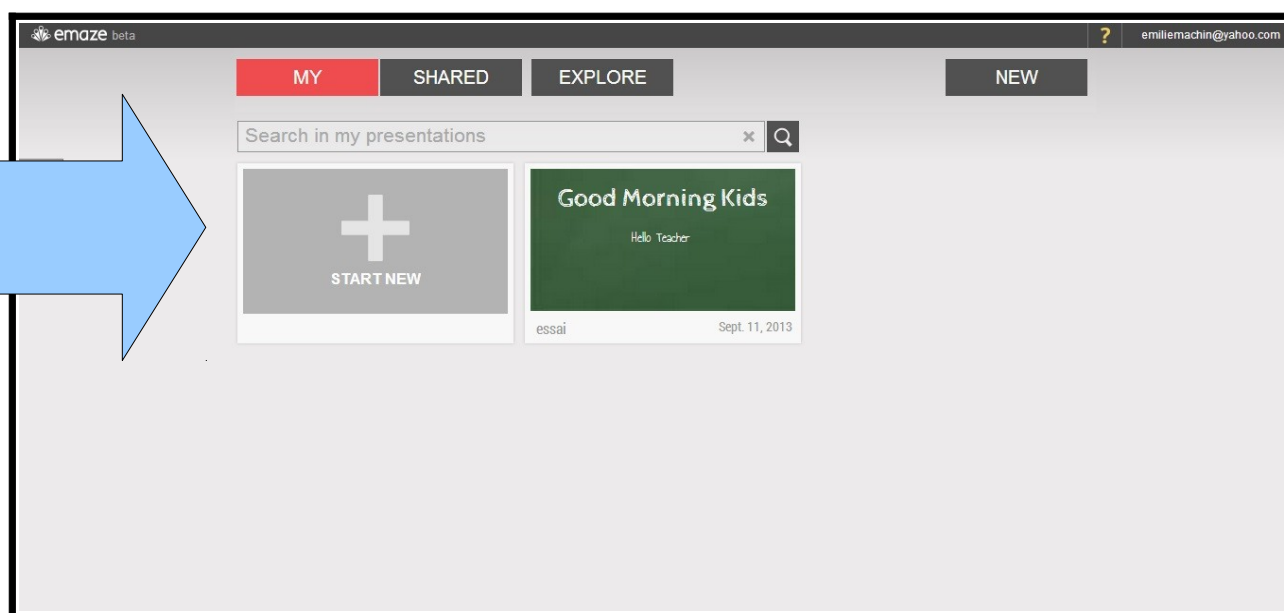 emaze beta ? emiliemachin@yahoo.com
MY SHARED EXPLORE NEW
Search in my presentations ×
START NEW
Good Morning Kids
Hello Teacher
essai Sept. 11, 2013